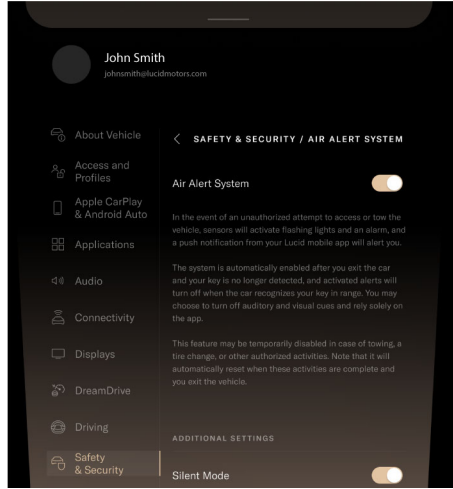 John Smith
johnsmith@lucidmotors.com
About Vehicle
Access and
Profiles
Apple CarPlay
& Android Auto
Applications
Audio
Connectivity
Displays
DreamDrive
Driving
Safety
& Security
SAFETY & SECURITY / AIR ALERT SYSTEM
Air Alert System
In the event of an unauthorized attempt to access or tow the
vehicle, sensors will activate flashing lights and an alarm, and
a push notification from your Lucid mobile app will alert you.
The system is automatically enabled after you exit the car
and your key is no longer detected, and activated alerts will
turn off when the car recognizes your key in range. You may
choose to turn off auditory and visual cues and rely solely on
the app.
This feature may be temporarily disabled in case of towing, a
tire change, or other authorized activities. Note that it will
automatically reset when these activities are complete and
you exit the vehicle.
ADDITIONAL SETTINGS
Silent Mode